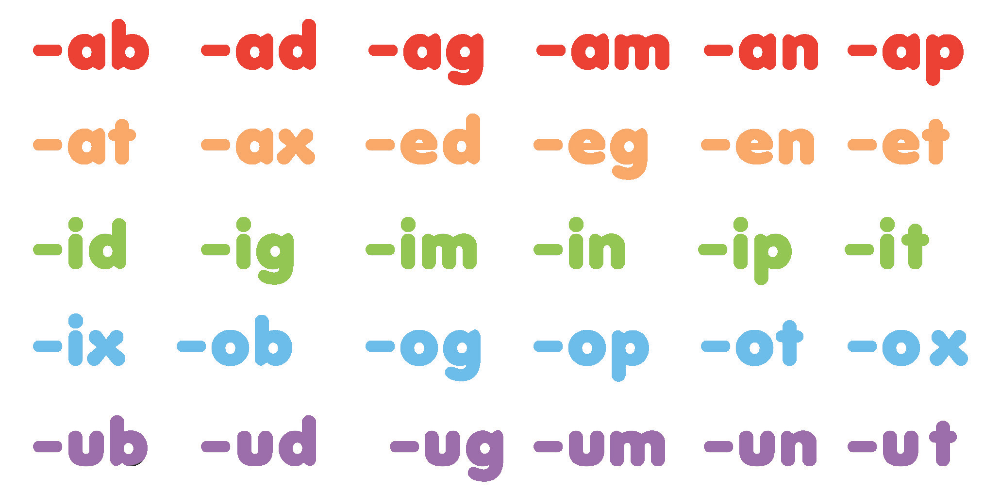 -ab -ad -ag -am -an -ap
-at -ax -ed -eg -en -et
-id -ig -im -in -ip -it
-ix -ob -og -op -ot -ox
-ub -ud -ug -um -un -ut